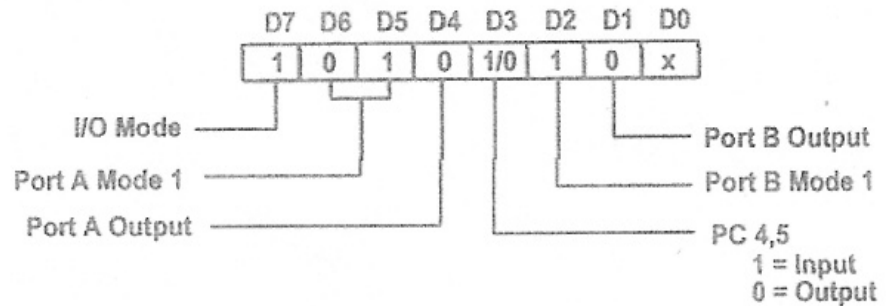 D7 D6 D5 D4 D3 D2 D1 D0
1 0 1 0 1/0 1 0 x
I/O Mode
Port A Mode 1
Port A Output
Port B Output
Port B Mode 1
PC 4,5
1 = Input
0 = Output